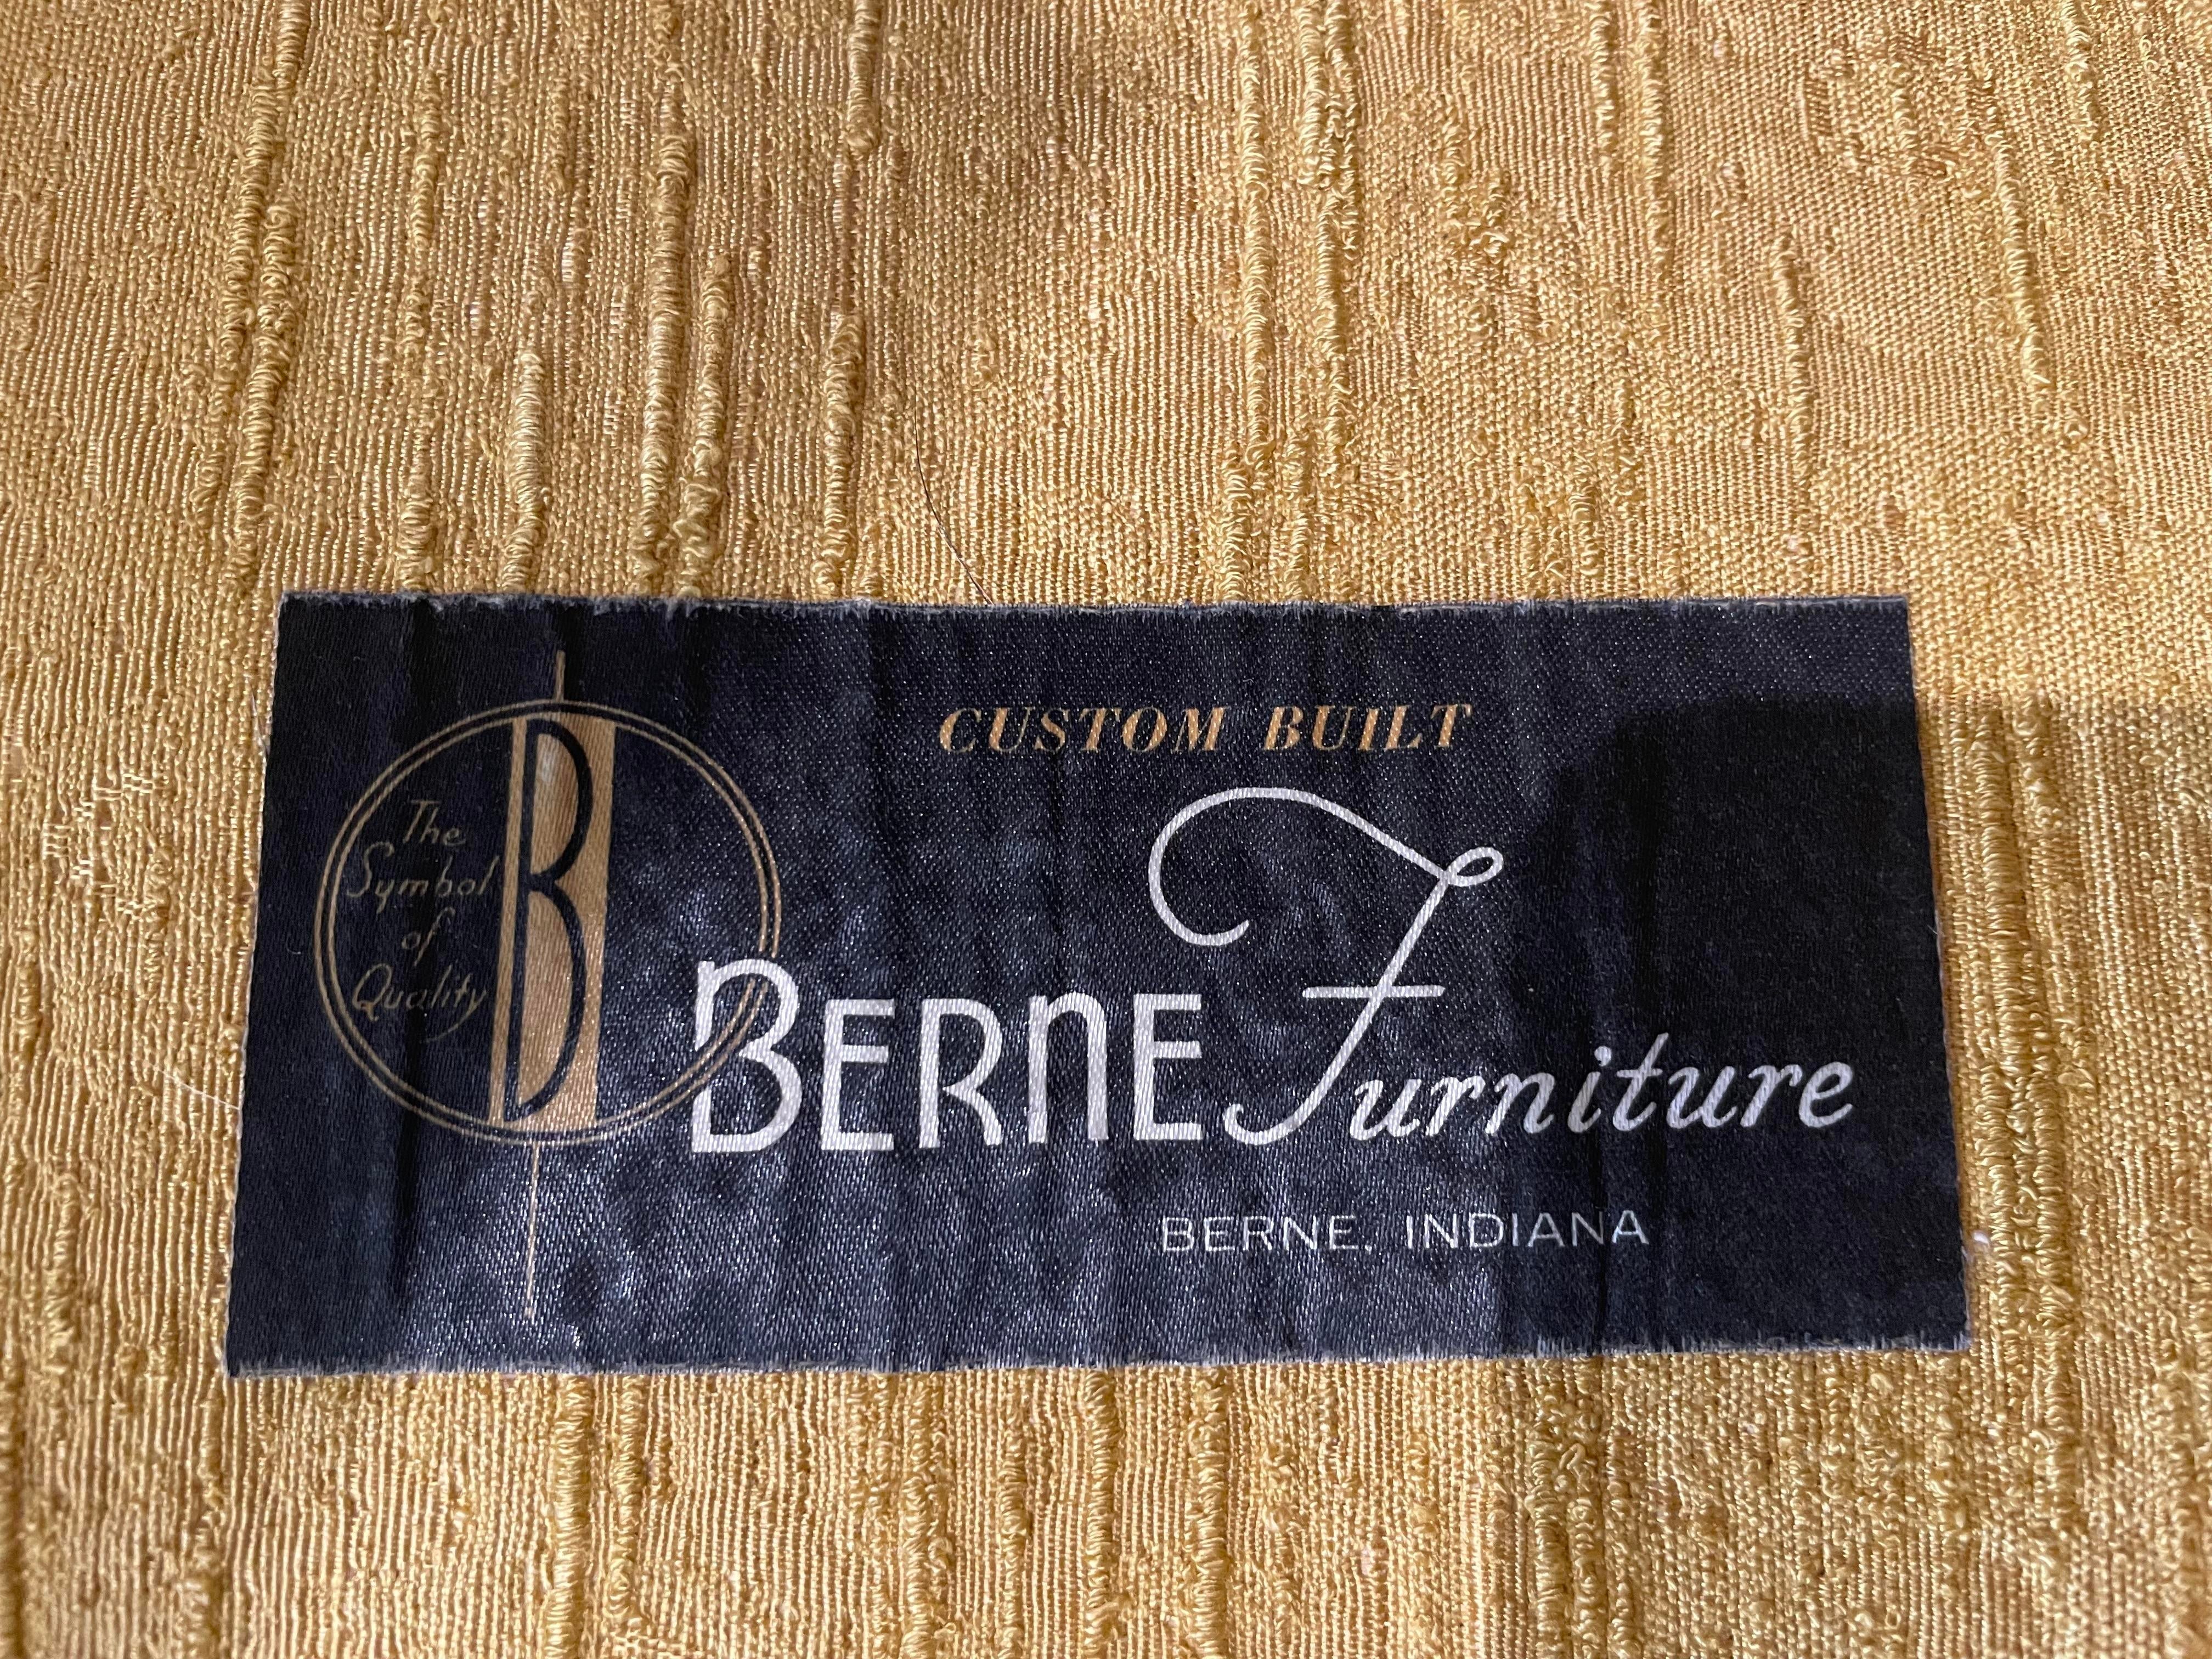 CUSTOM BUILT
The
Symbol
of
Quality
B
BERNE Furniture
BERNE, INDIANA